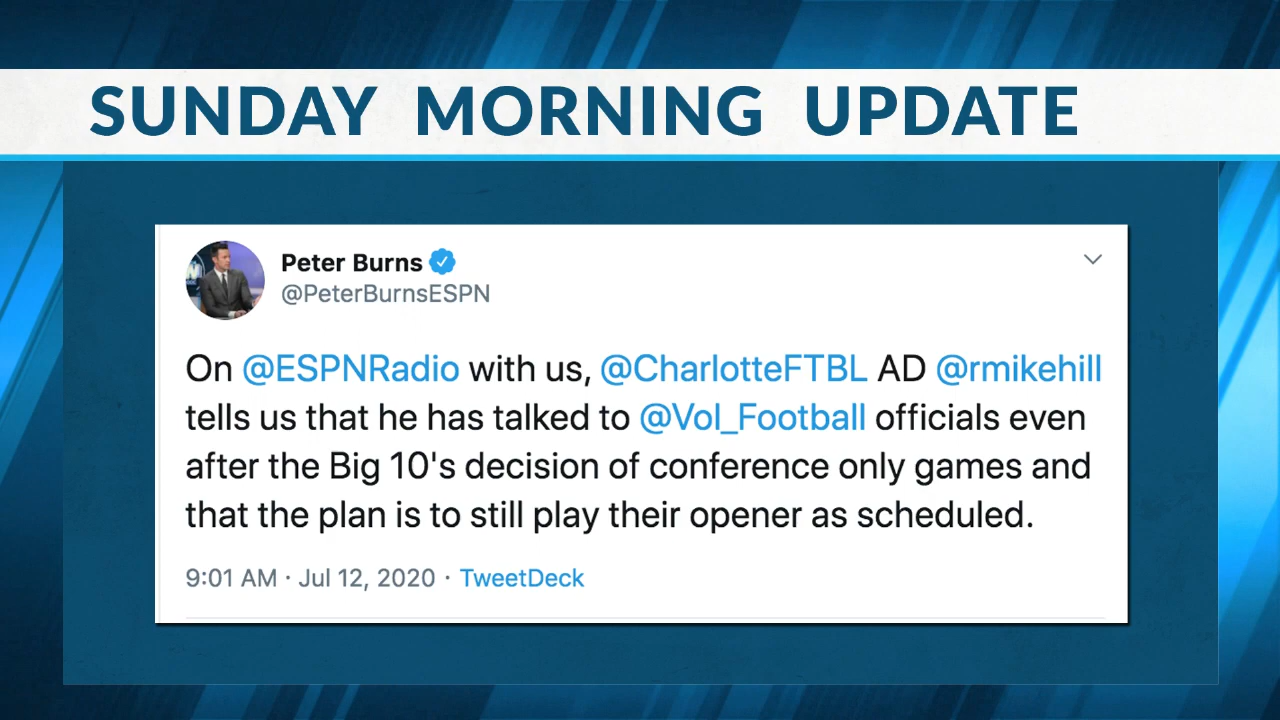 SUNDAY MORNING UPDATE
Peter Burns
@PeterBurnsESPN
On @ESPNRadio with us, @CharlotteFTBL AD @rmikehill
tells us that he has talked to @Vol_Football officials even
after the Big 10's decision of conference only games and
that the plan is to still play their opener as scheduled.
9:01 AM · Jul 12, 2020 · TweetDeck